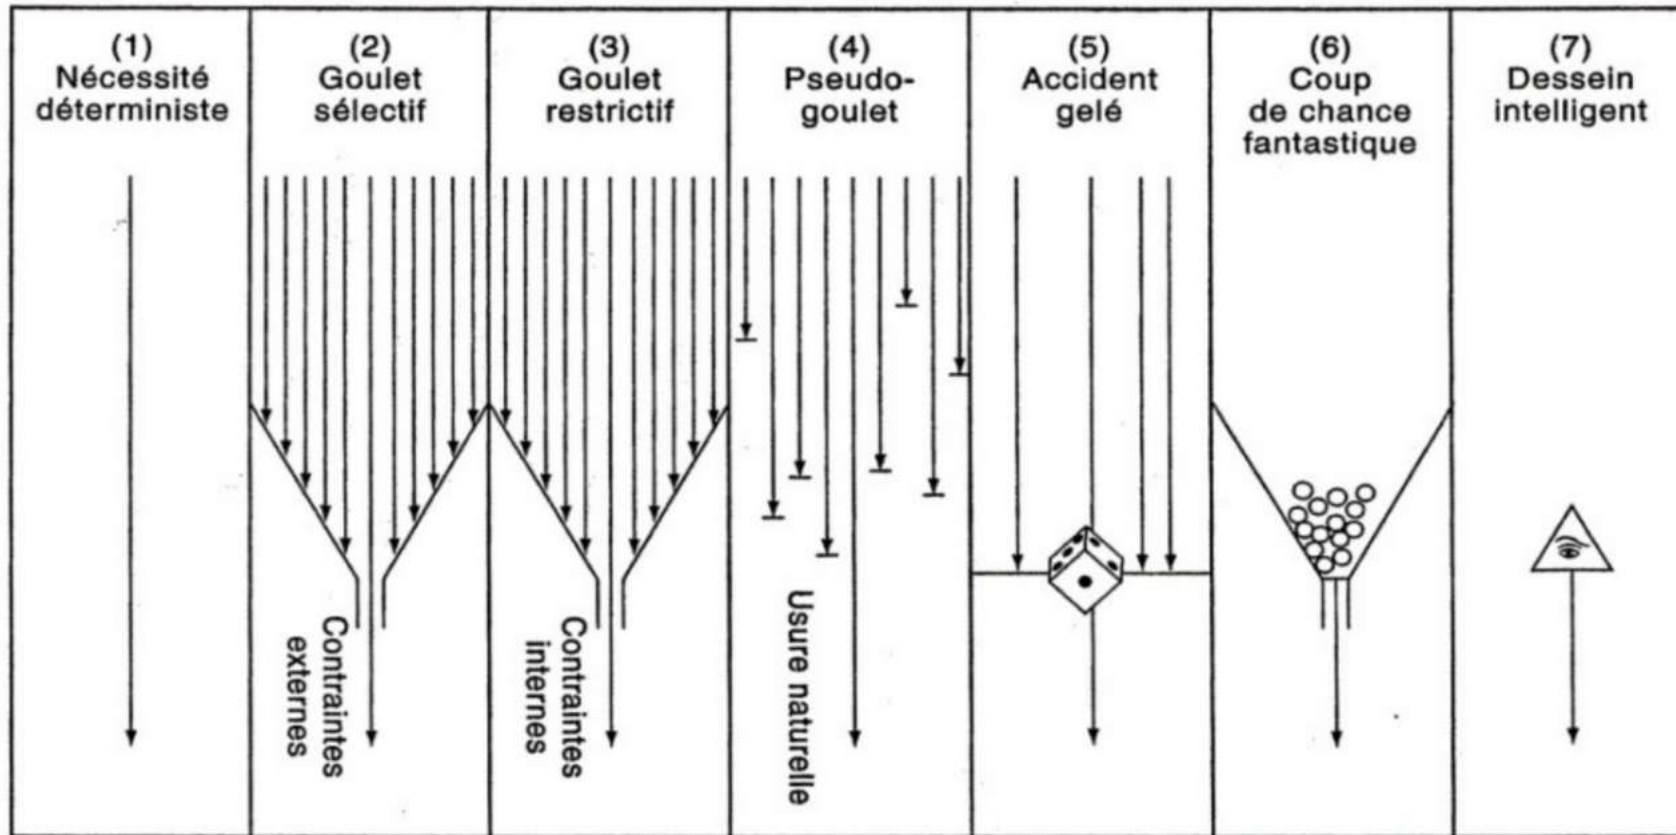 (1)
Nécessité
déterministe
(2)
Goulet
sélectif
(3)
Goulet
restrictif
(4)
Pseudo-
goulet
(5)
Accident
gelé
(6)
Coup
de chance
fantastique
(7)
Dessein
intelligent
Contraintes
externes
Contraintes
internes
Usure naturelle